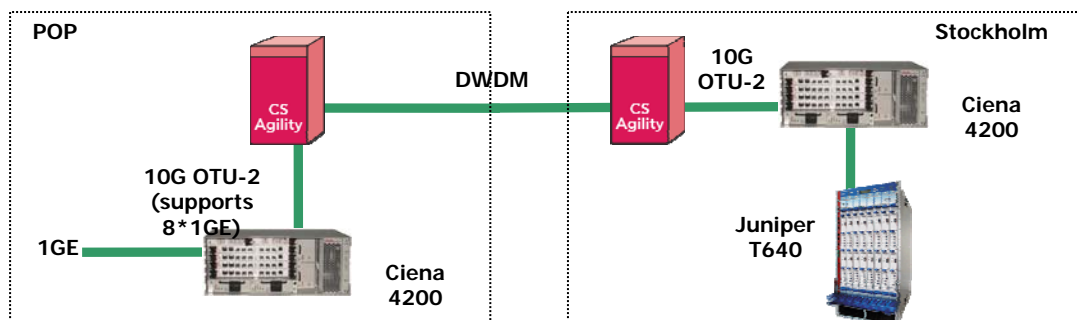 POP
Stockholm
CS
Agility
DWDM
CS
Agility
10G
OTU-2
Ciena
4200
10G OTU-2
(supports
8*1GE)
1GE
Ciena
4200
Juniper
T640